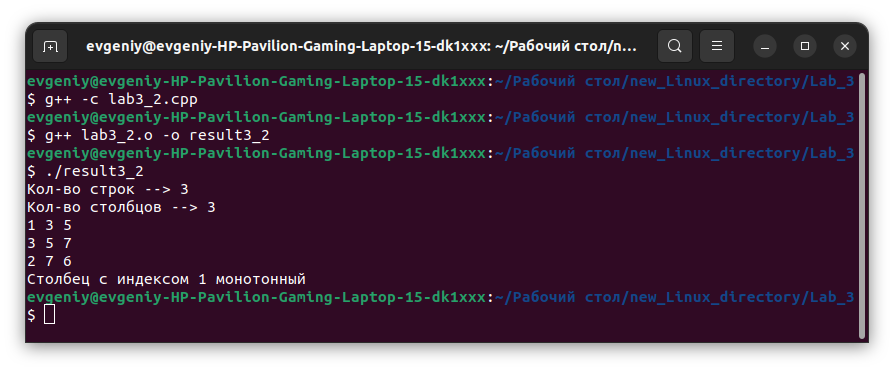 evgeniy@evgeniy-HP-Pavilion-Gaming-Laptop-15-dk1xxx: ~/Рабочий стол/n...
evgeniy@evgeniy-HP-Pavilion-Gaming-Laptop-15-dk1xxx:~/Рабочий стол/new_Linux_directory/Lab_3
$ g++ -c lab3_2.cpp
evgeniy@evgeniy-HP-Pavilion-Gaming-Laptop-15-dk1xxx:~/Рабочий стол/new_Linux_directory/Lab_3
$ g++ lab3_2.o -o result3_2
evgeniy@evgeniy-HP-Pavilion-Gaming-Laptop-15-dk1xxx:~/Рабочий стол/new_Linux_directory/Lab_3
$ ./result3_2
Кол-во строк --> 3
Кол-во столбцов --> 3
1 3 5
3 5 7
2 7 6
Столбец с индексом 1 монотонный
evgeniy@evgeniy-HP-Pavilion-Gaming-Laptop-15-dk1xxx:~/Рабочий стол/new_Linux_directory/Lab_3
$